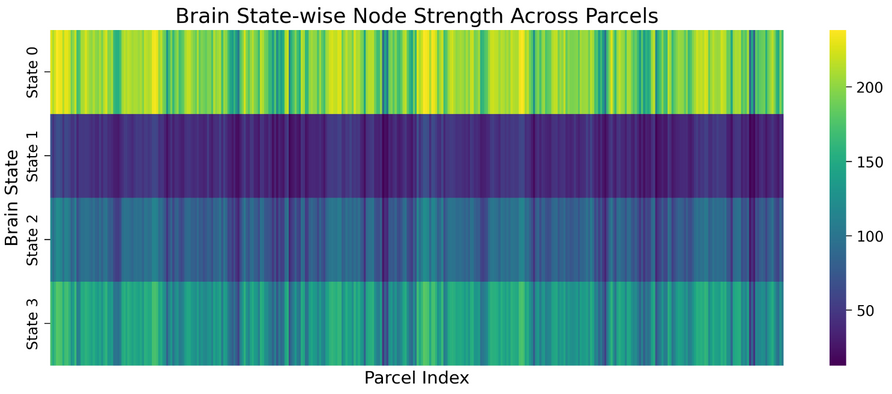 Brain State-wise Node Strength Across Parcels
Brain State
State 0
State 1
State 2
State 3
Parcel Index
200
150
100
50